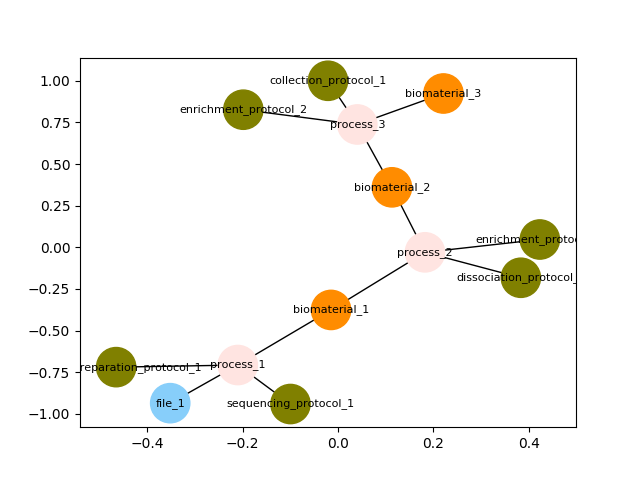 1.00
0.75
0.50
0.25
0.00
−0.25
−0.50
−0.75
−1.00
collection_protocol_1
biomaterial_3
enrichment_protocol_2
process_3
biomaterial_2
enrichment_proto
process_2
dissociation_protocol_
biomaterial_1
process_1
reparation_protocol_1
file_1
sequencing_protocol_1
−0.4
−0.2
0.0
0.2
0.4